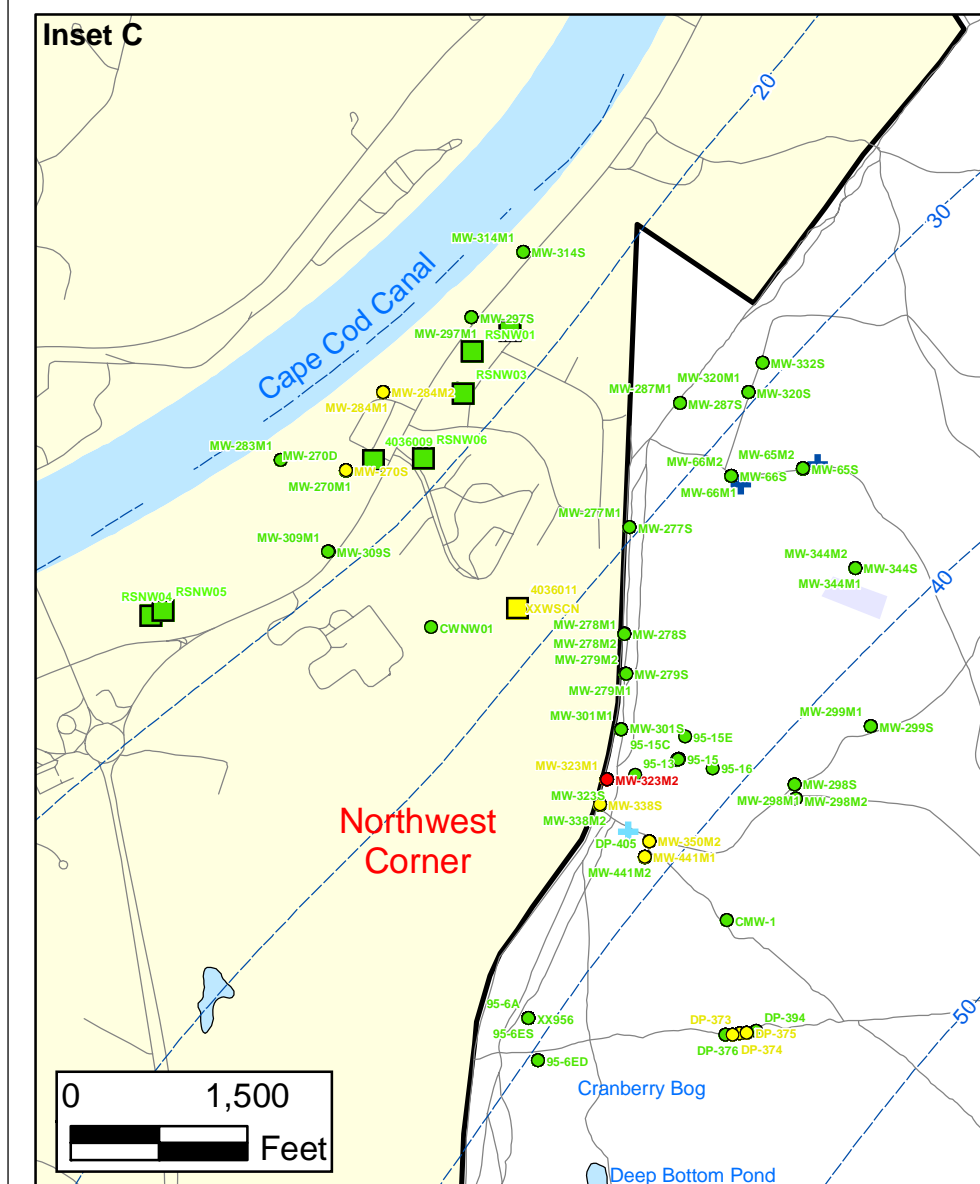 Inset C
20
30
MW-314M1
MW-314S
Cape Cod Canal
MW-297S
MW-297M1
RSNW01
MW-332S
RSNW03
MW-320M1
MW-287M1
MW-320S
MW-284M2
MW-287S
MW-284M1
MW-283M1
MW-270D
4036009
RSNW06
MW-66M2
MW-65M2
MW-65S
MW-270S
MW-66S
MW-270M1
MW-66M1
MW-277M1
MW-277S
MW-309M1
MW-309S
MW-344M2
MW-344S
MW-344M1
40
RSNW04
RSNW05
4036011
XXWSCN
CWNW01
MW-278M1
MW-278S
MW-278M2
MW-279M2
MW-279S
MW-279M1
MW-301M1
MW-301S
MW-299M1
MW-299S
95-15E
95-15C
95-15
95-13
95-16
MW-323M1
MW-323M2
MW-298S
MW-323S
MW-298M1
MW-298M2
MW-338S
MW-338M2
Northwest
Corner
DP-405
MW-350M2
MW-441M1
MW-441M2
CMW-1
95-6A
XX956
95-6ES
95-6ED
DP-373
DP-394
DP-375
DP-376
DP-374
50
Cranberry Bog
0
1,500
Feet
Deep Bottom Pond